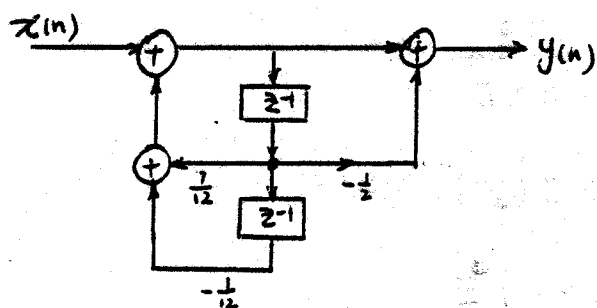 x(n)
+
+
y(n)
z⁻¹
+
7/12
-1/2
z⁻¹
-1/12